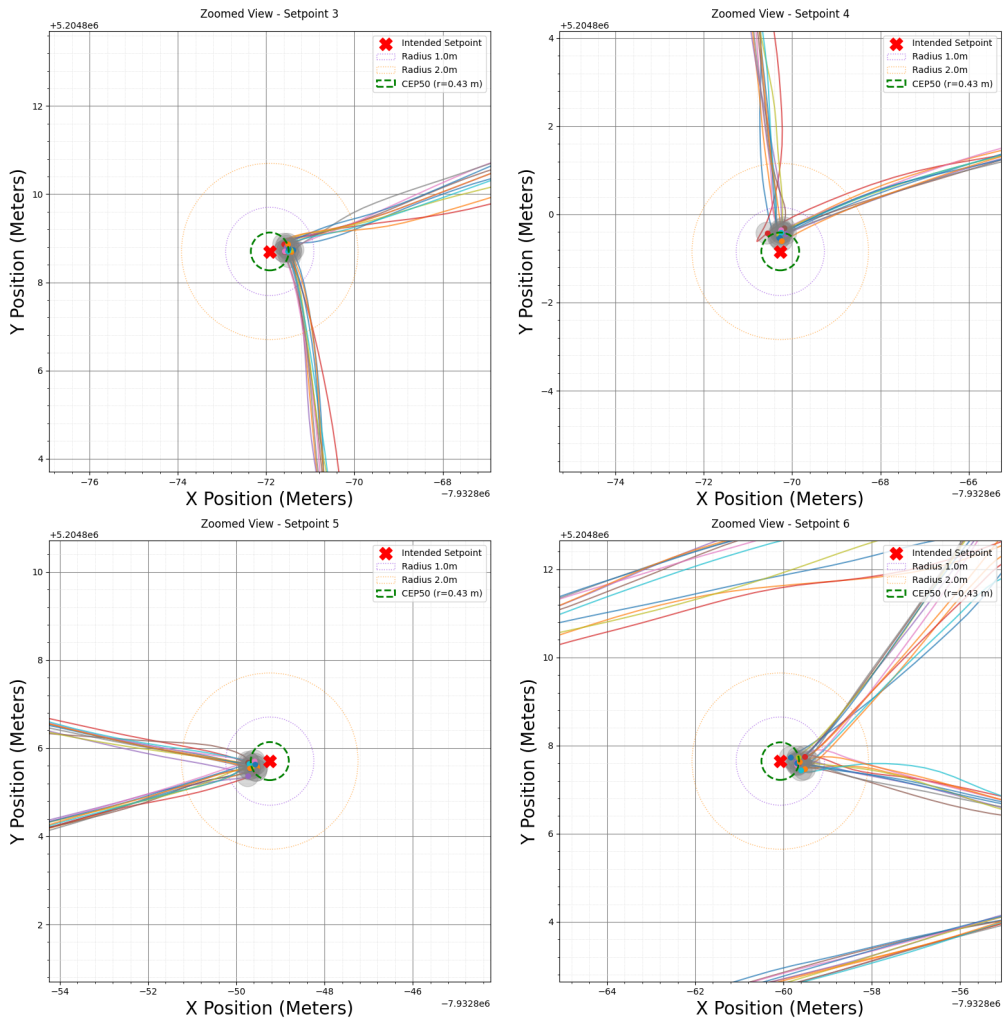 Zoomed View - Setpoint 3
+5.2048e6
Intended Setpoint
Radius 1.0m
Radius 2.0m
CEP50 (r=0.43 m)
12
10
8
6
4
Y Position (Meters)
−76
−74
−72
−70
−68
X Position (Meters)
−7.9328e6
Zoomed View - Setpoint 4
+5.2048e6
Intended Setpoint
Radius 1.0m
Radius 2.0m
CEP50 (r=0.43 m)
4
2
0
−2
−4
Y Position (Meters)
−74
−72
−70
−68
−66
X Position (Meters)
−7.9328e6
Zoomed View - Setpoint 5
+5.2048e6
Intended Setpoint
Radius 1.0m
Radius 2.0m
CEP50 (r=0.43 m)
10
8
6
4
2
Y Position (Meters)
−54
−52
−50
−48
−46
X Position (Meters)
−7.9328e6
Zoomed View - Setpoint 6
+5.2048e6
Intended Setpoint
Radius 1.0m
Radius 2.0m
CEP50 (r=0.43 m)
12
10
8
6
4
Y Position (Meters)
−64
−62
−60
−58
−56
X Position (Meters)
−7.9328e6